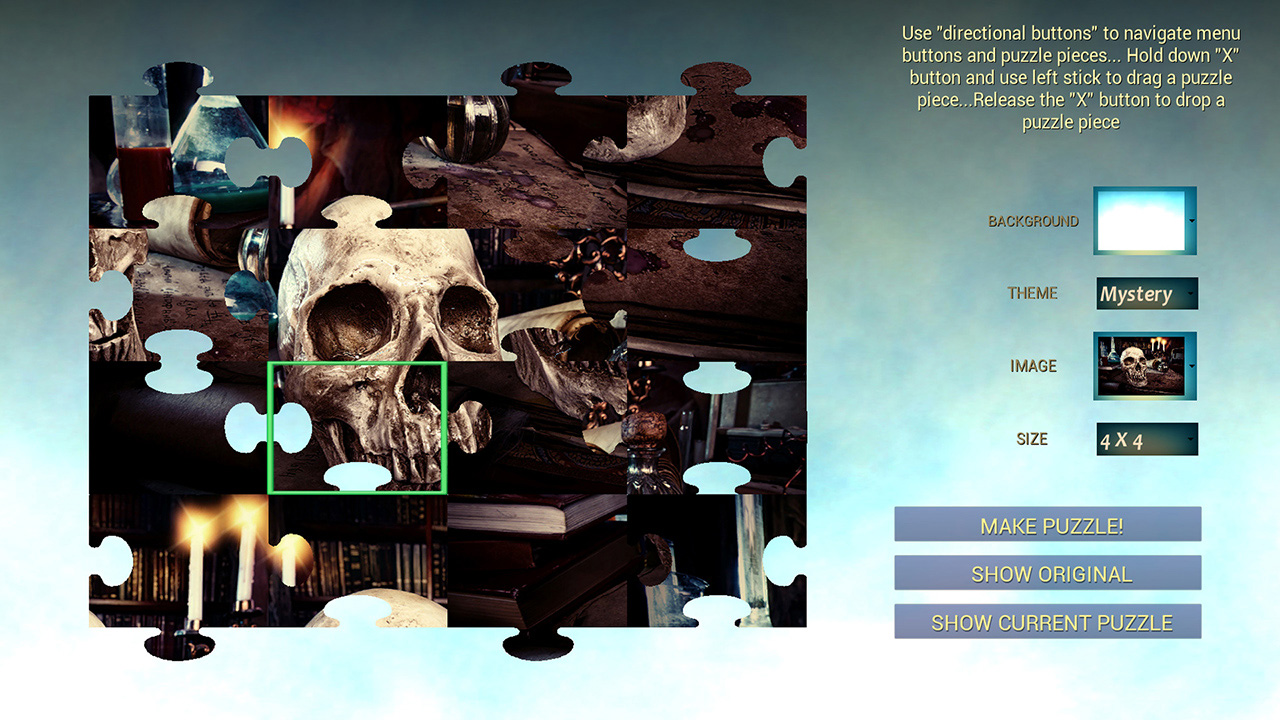 Use "directional buttons" to navigate menu
buttons and puzzle pieces... Hold down "X"
button and use left stick to drag a puzzle
piece...Release the "X" button to drop a
puzzle piece
BACKGROUND
THEME
Mystery
IMAGE
SIZE
4 X 4
MAKE PUZZLE!
SHOW ORIGINAL
SHOW CURRENT PUZZLE